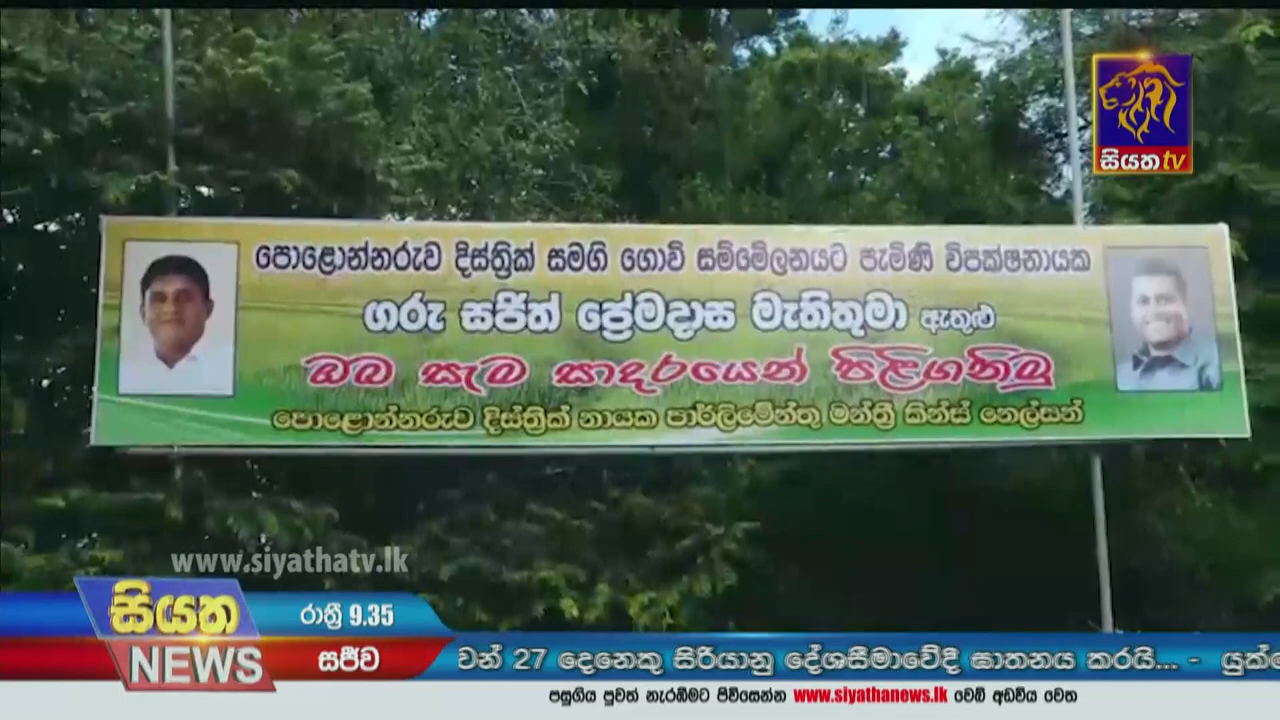 සියත tv
පොළොන්නරුව දිස්ත්‍රික් සමගි ගොවි සම්මේලනයට පැමිණි විපක්ෂනායක
ගරු සජිත් ප්‍රේමදාස මැතිතුමා ඇතුළු
ඔබ සැම සාදරයෙන් පිළිගනිමු
පොළොන්නරුව දිස්ත්‍රික් නායක පාර්ලිමේන්තු මන්ත්‍රී කින්ස් නෙල්සන්
www.siyathatv.lk
සියත රාත්‍රී 9.35
NEWS සජීව
වන් 27 දෙනෙකු සිරියානු දේශසීමාවේදී ඝාතනය කරයි... -
පසුගිය පුවත් නැරඹීමට පිවිසෙන්න www.siyathanews.lk වෙබ් අඩවිය වෙත